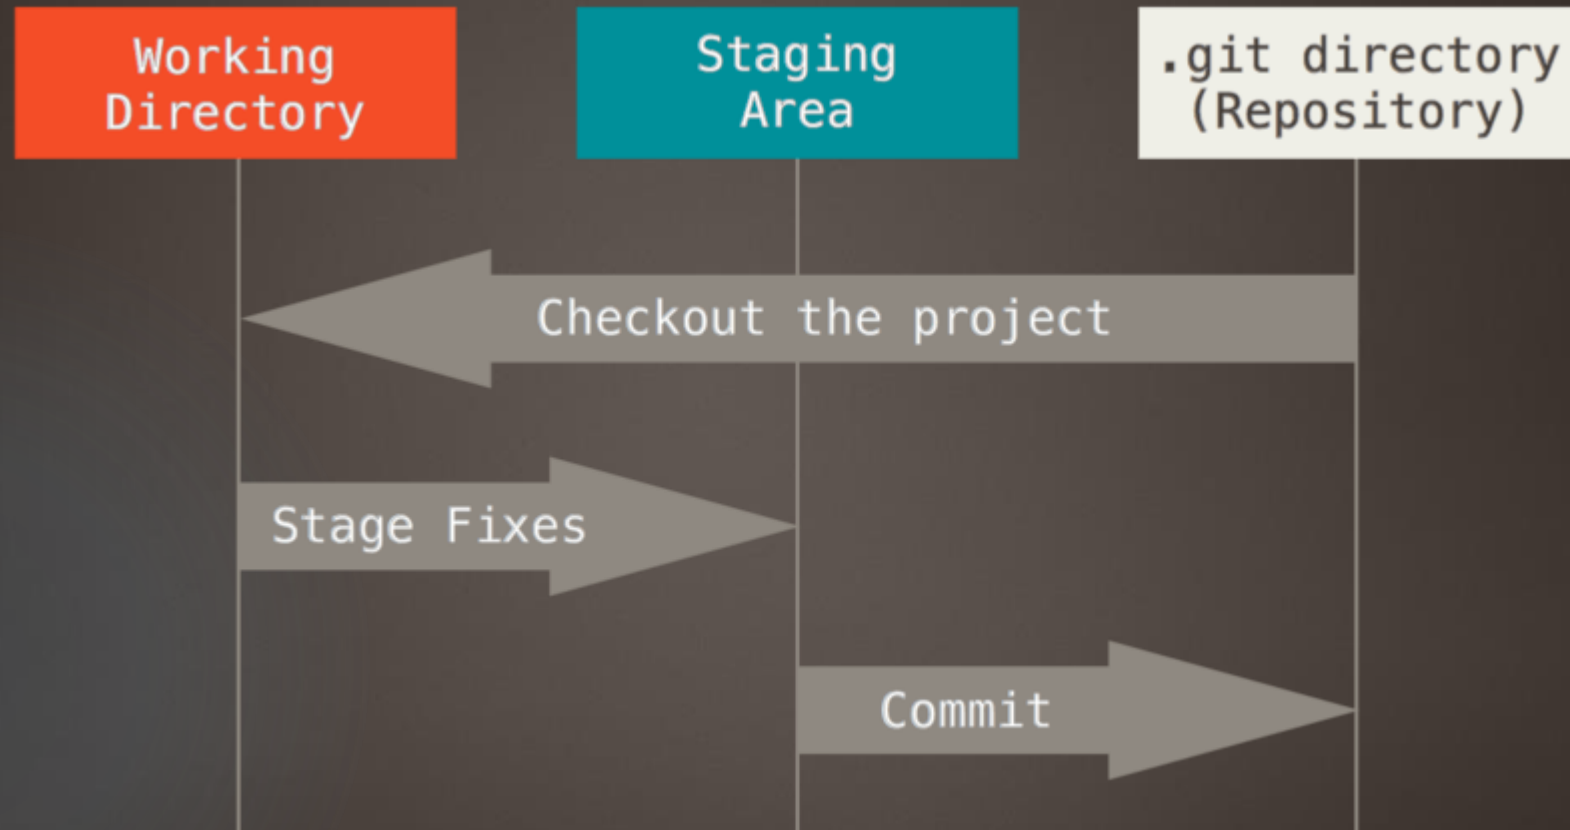 Working
Directory
Staging
Area
.git directory
(Repository)
Checkout the project
Stage Fixes
Commit